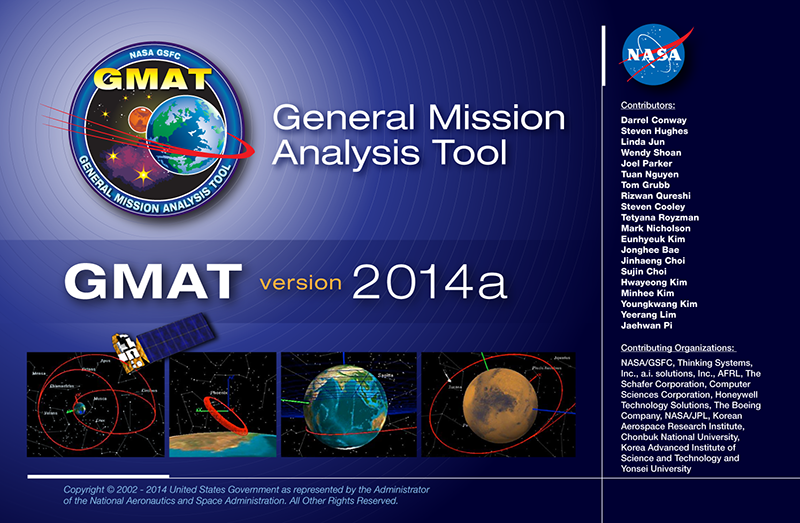 NASA GSFC
GMAT
GENERAL MISSION ANALYSIS TOOL
General Mission
Analysis Tool
GMAT version 2014a
NASA
Contributors:
Darrel Conway
Steven Hughes
Linda Jun
Wendy Shoan
Joel Parker
Tuan Nguyen
Tom Grubb
Rizwan Qureshi
Steven Cooley
Tetyana Royzman
Mark Nicholson
Eunhyeuk Kim
Jonghee Bae
Jinhaeng Choi
Sujin Choi
Hwayeong Kim
Minhee Kim
Youngkwang Kim
Yeerang Lim
Jaehwan Pi
Contributing Organizations:
NASA/GSFC, Thinking Systems,
Inc., a.i. solutions, Inc., AFRL, The
Schafer Corporation, Computer
Sciences Corporation, Honeywell
Technology Solutions, The Boeing
Company, NASA/JPL, Korean
Aerospace Research Institute,
Chonbuk National University,
Korea Advanced Institute of
Science and Technology and
Yonsei University
Phoenix
Sagitta
Copyright © 2002 - 2014 United States Government as represented by the Administrator
of the National Aeronautics and Space Administration. All Other Rights Reserved.